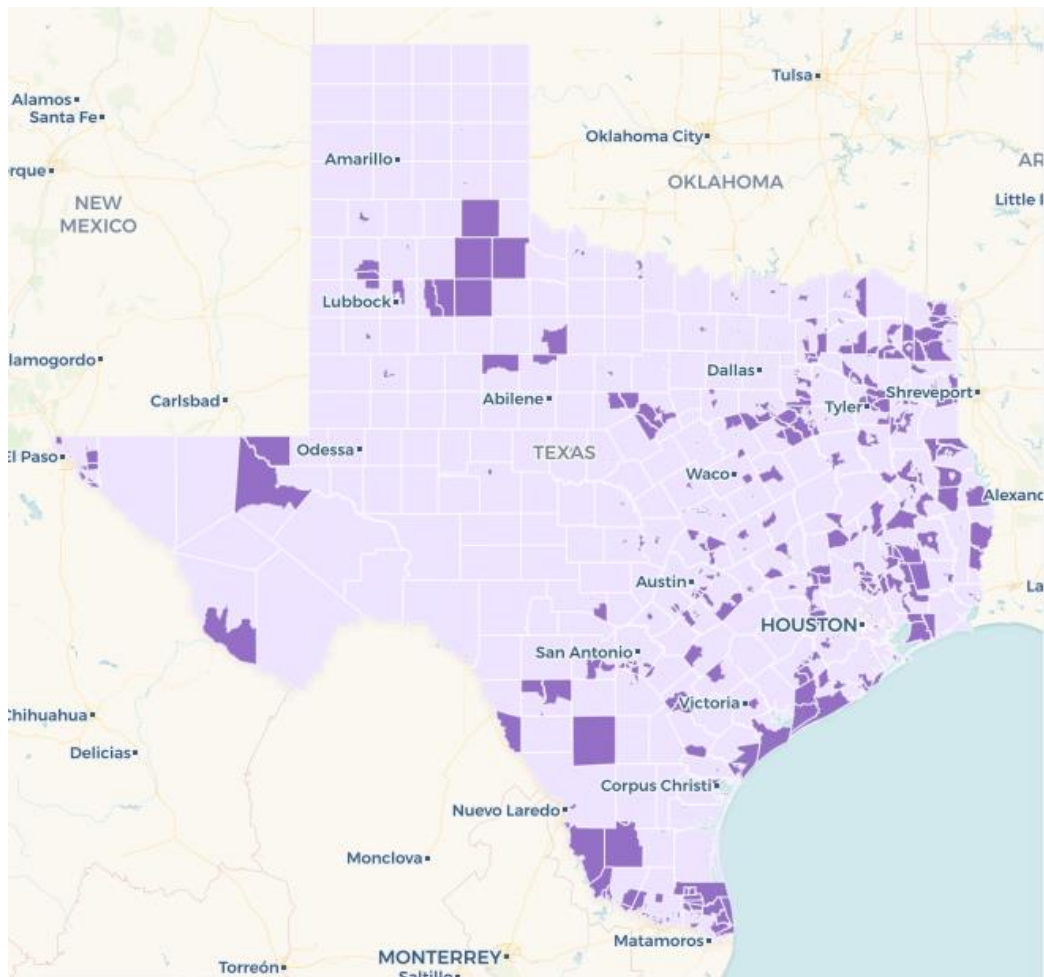 Tulsa
Alamos
Santa Fe
Oklahoma City
Amarillo
AR
rque
OKLAHOMA
NEW
MEXICO
Little
Lubbock
lamogordo
Dallas
Shreveport
Carlsbad
Abilene
Tyler
El Paso
Odessa
TEXAS
Waco
Alexand
Austin
La
HOUSTON
San Antonio
Victoria
Chihuahua
Delicias
Corpus Christi
Nuevo Laredo
Monclova
Matamoros
MONTERREY
Torreón
Saltillo